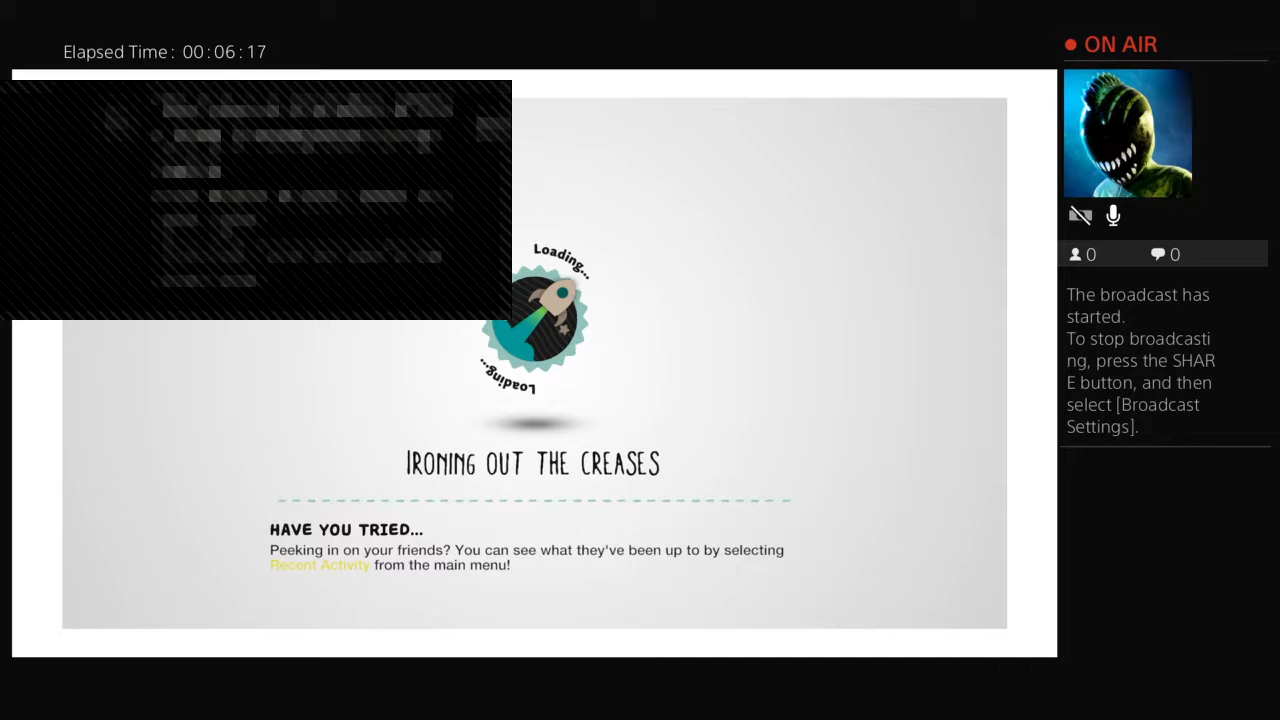 Elapsed Time: 00:06:17
ON AIR
0 0
The broadcast has
started.
To stop broadcasti
ng, press the SHAR
E button, and then
select [Broadcast
Settings].
Loading...
Loading...
IRONING OUT THE CREASES
HAVE YOU TRIED...
Peeking in on your friends? You can see what they've been up to by selecting
Recent Activity from the main menu!